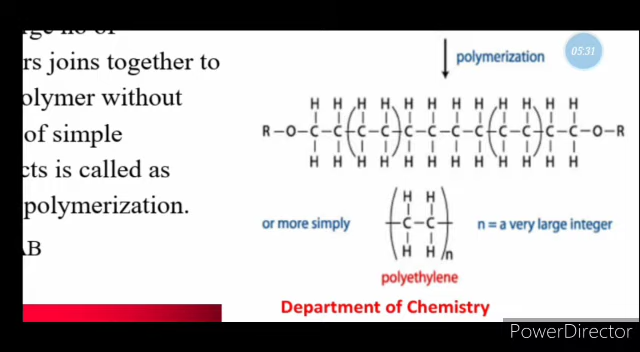 rs joins together to
olymer without
of simple
cts is called as
polymerization.
AB
polymerization
05:31
H H H H H H H H H H H H
R-O-C-C-C-C-C-C-C-C-C-C-C-C-O-R
H H H H H H H H H H H H
or more simply
H H
C-C
H H n
n = a very large integer
polyethylene
Department of Chemistry
PowerDirector